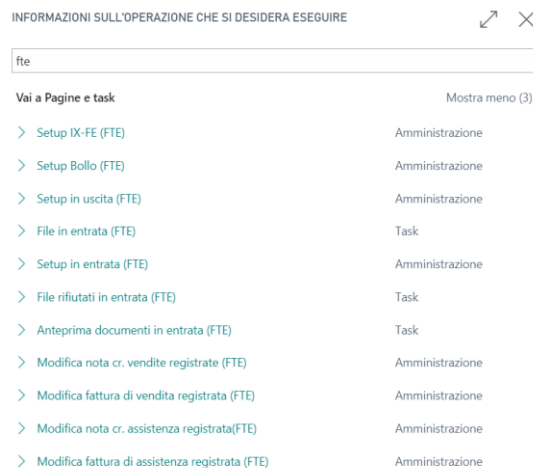 INFORMAZIONI SULL'OPERAZIONE CHE SI DESIDERA ESEGUIRE
fte
Vai a Pagine e task Mostra meno (3)
Setup IX-FE (FTE) Amministrazione
Setup Bollo (FTE) Amministrazione
Setup in uscita (FTE) Amministrazione
File in entrata (FTE) Task
Setup in entrata (FTE) Amministrazione
File rifiutati in entrata (FTE) Task
Anteprima documenti in entrata (FTE) Task
Modifica nota cr. vendite registrate (FTE) Amministrazione
Modifica fattura di vendita registrata (FTE) Amministrazione
Modifica nota cr. assistenza registrata(FTE) Amministrazione
Modifica fattura di assistenza registrata (FTE) Amministrazione